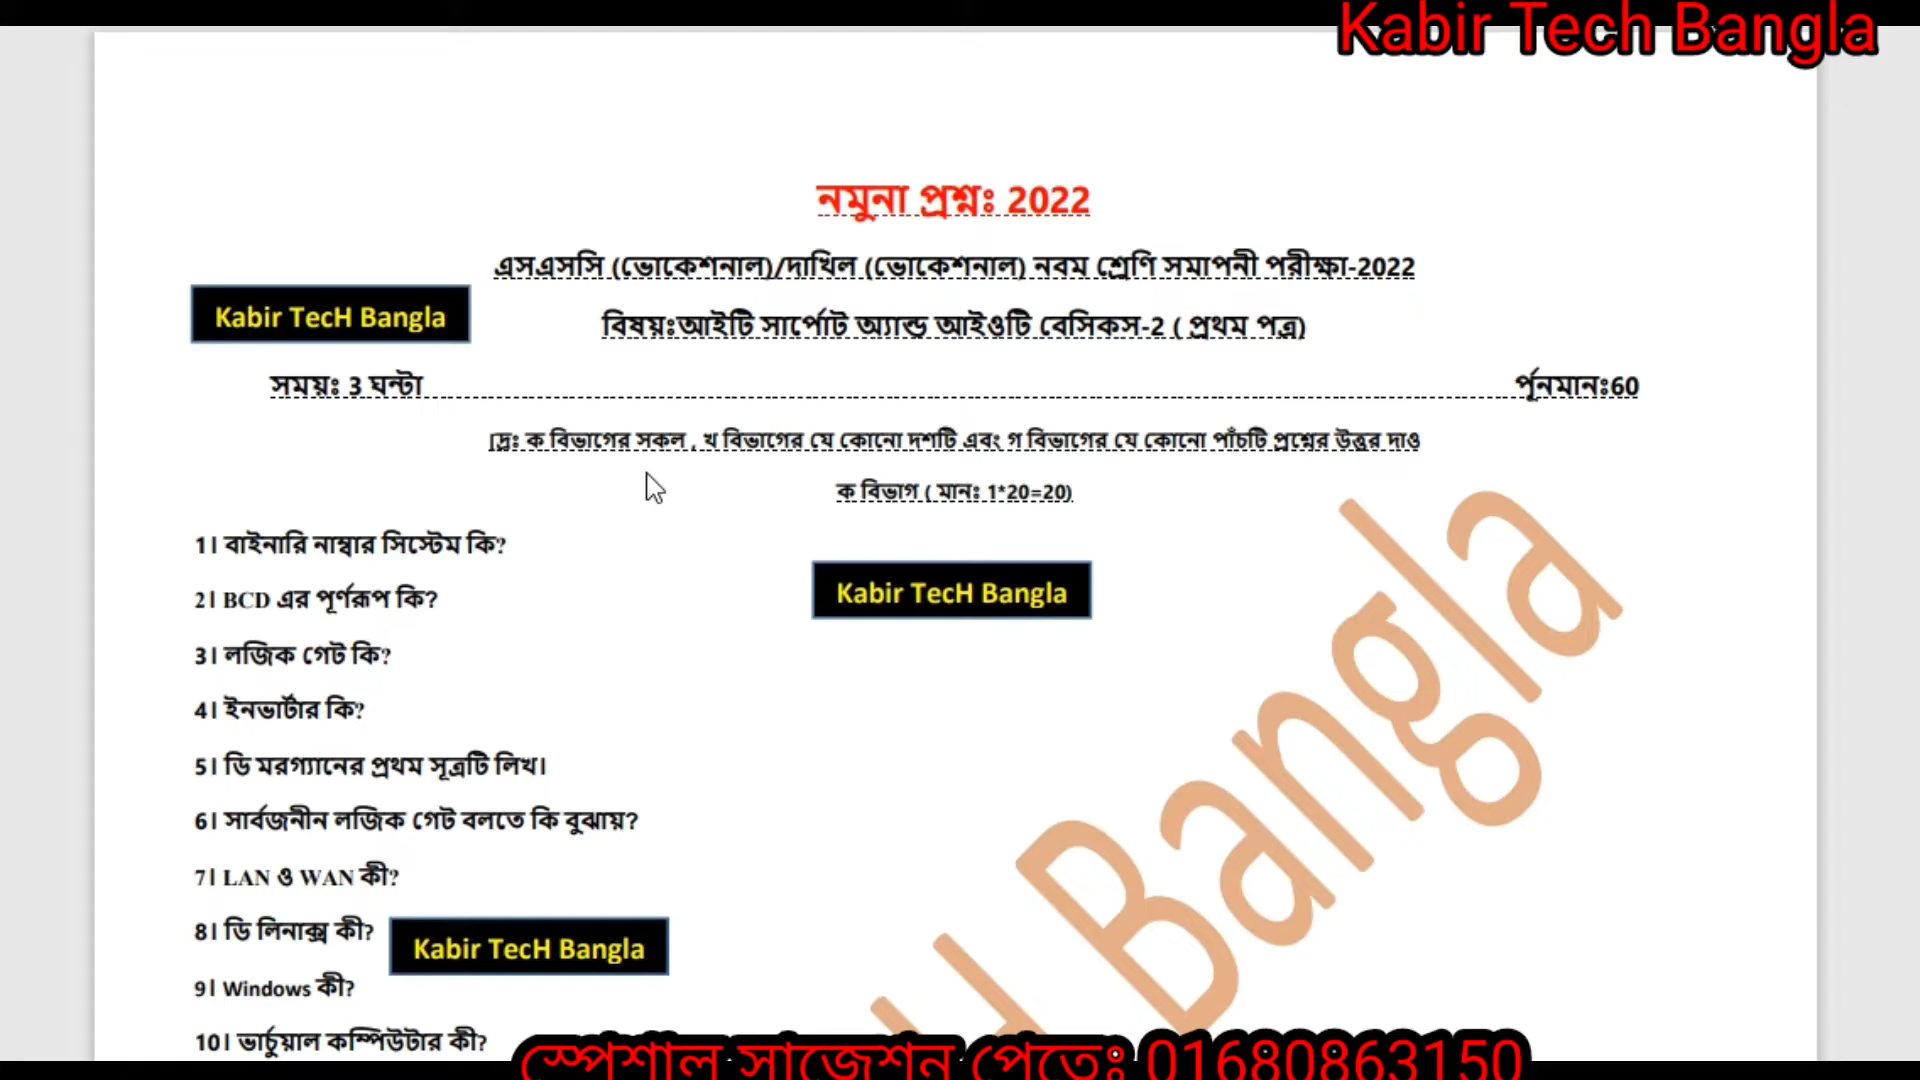 Kabir Tech Bangla
নমুনা প্রশ্নঃ 2022
এসএসসি (ভোকেশনাল)/দাখিল (ভোকেশনাল) নবম শ্রেণি সমাপনী পরীক্ষা-2022
Kabir TecH Bangla
বিষয়ঃআইটি সার্পোট অ্যান্ড আইওটি বেসিকস-2 ( প্রথম পত্র)
সময়ঃ 3 ঘন্টা র্পূনমানঃ60
[দ্রঃ ক বিভাগের সকল , খ বিভাগের যে কোনো দশটি এবং গ বিভাগের যে কোনো পাঁচটি প্রশ্নের উত্তুর দাও
ক বিভাগ ( মানঃ 1*20=20)
1। বাইনারি নাম্বার সিস্টেম কি?
Kabir TecH Bangla
2। BCD এর পূর্ণরূপ কি?
3। লজিক গেট কি?
4। ইনভার্টার কি?
5। ডি মরগ্যানের প্রথম সূত্রটি লিখ।
6। সার্বজনীন লজিক গেট বলতে কি বুঝায়?
7। LAN ও WAN কী?
8। ডি লিনাক্স কী?
Kabir TecH Bangla
9। Windows কী?
10। ভার্চুয়াল কম্পিউটার কী?
H Bangla
স্পেশাল সাজেশন পেতেঃ 01680863150